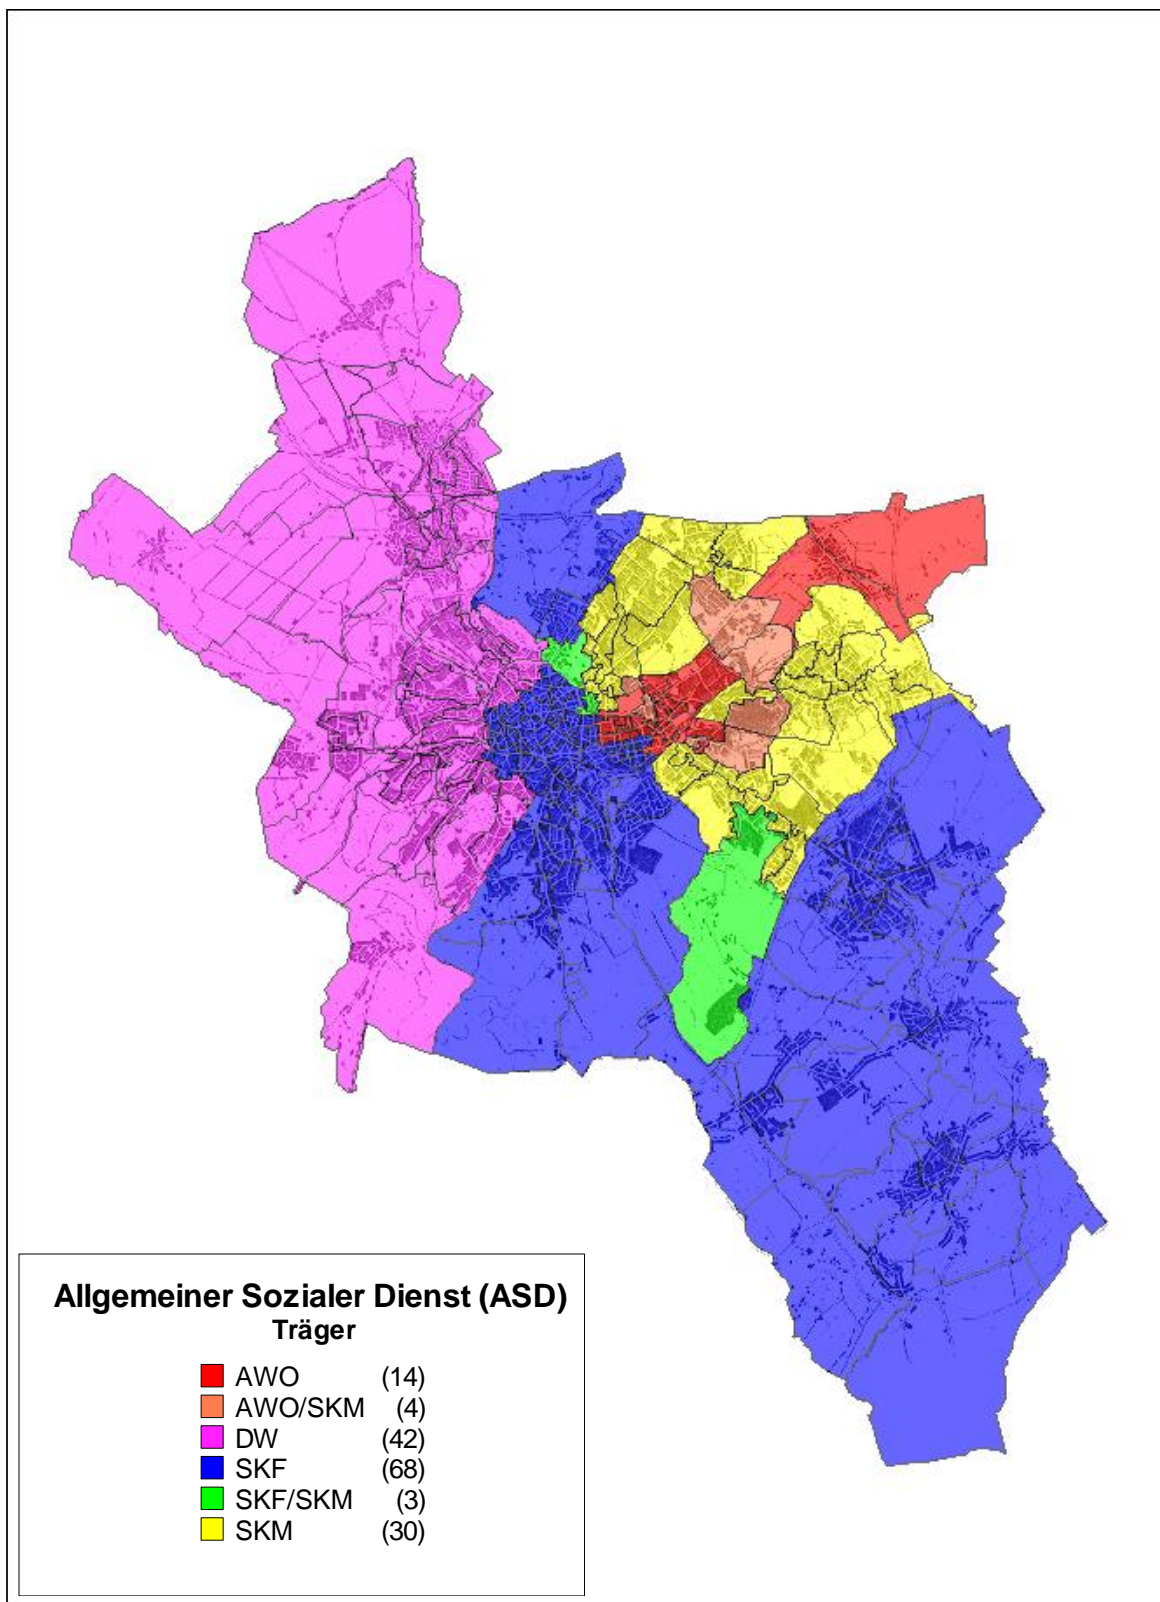 Allgemeiner Sozialer Dienst (ASD)
Träger
AWO (14)
AWO/SKM (4)
DW (42)
SKF (68)
SKF/SKM (3)
SKM (30)